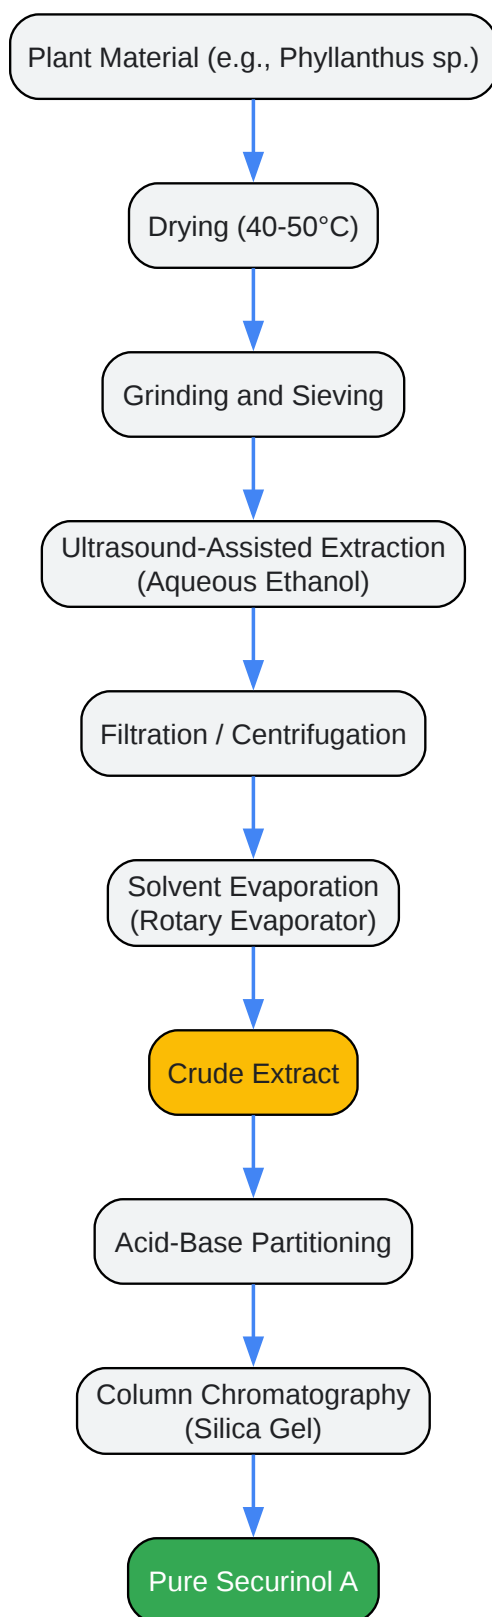 Plant Material (e.g., Phyllanthus sp.)
Drying (40-50°C)
Grinding and Sieving
Ultrasound-Assisted Extraction
(Aqueous Ethanol)
Filtration / Centrifugation
Solvent Evaporation
(Rotary Evaporator)
Crude Extract
Acid-Base Partitioning
Column Chromatography
(Silica Gel)
Pure Securinol A